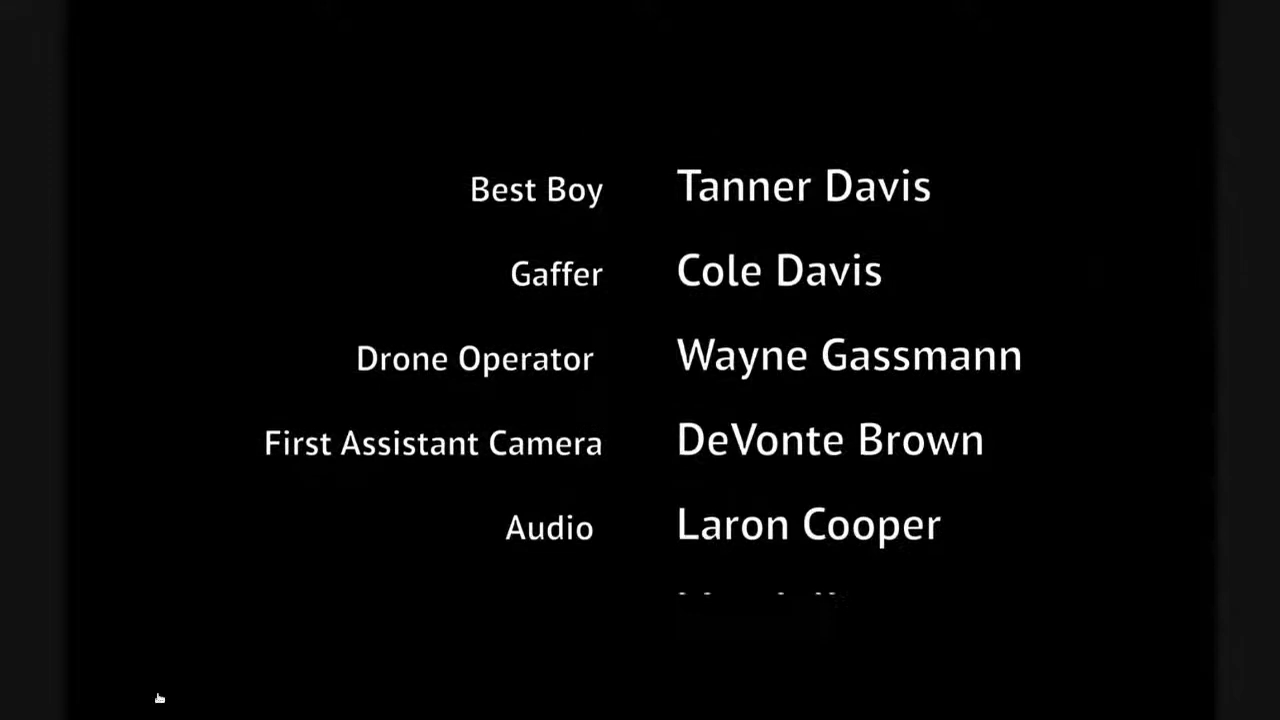 Best Boy Tanner Davis
Gaffer Cole Davis
Drone Operator Wayne Gassmann
First Assistant Camera DeVonte Brown
Audio Laron Cooper